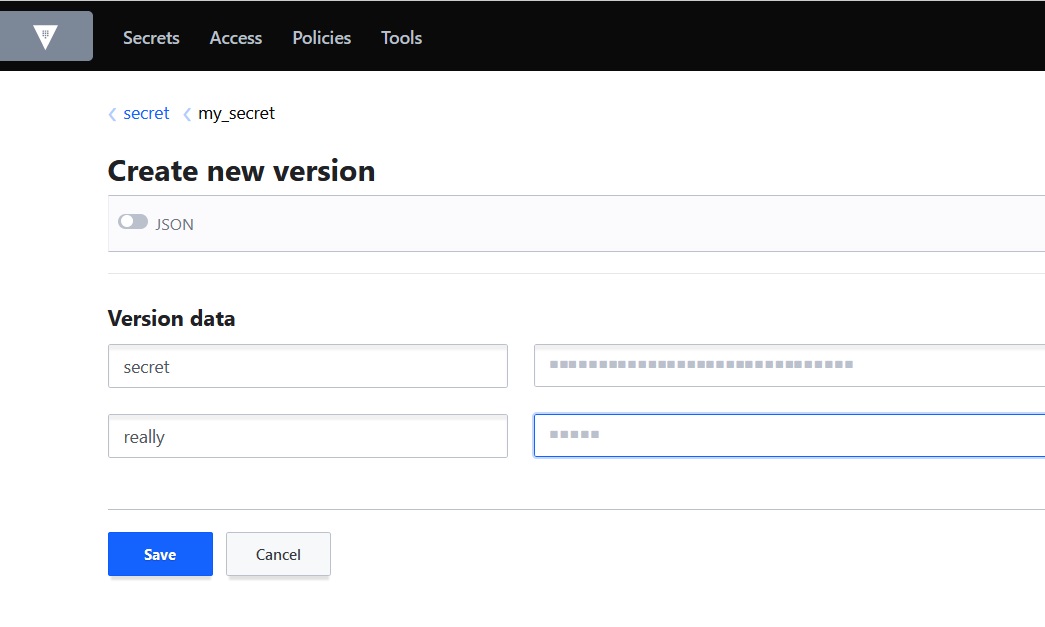 Secrets Access Policies Tools
secret my_secret
Create new version
JSON
Version data
secret
really
Save Cancel